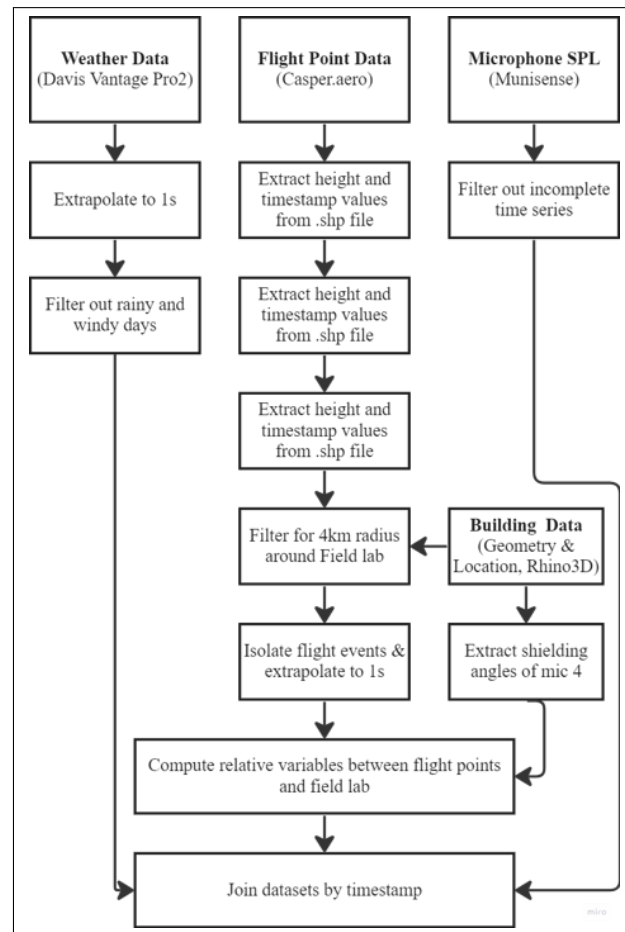 Weather Data
(Davis Vantage Pro2)
Flight Point Data
(Casper.aero)
Microphone SPL
(Munisense)
Extrapolate to 1s
Extract height and
timestamp values
from .shp file
Filter out incomplete
time series
Filter out rainy and
windy days
Extract height and
timestamp values
from .shp file
Extract height and
timestamp values
from .shp file
Filter for 4km radius
around Field lab
Building Data
(Geometry &
Location, Rhino3D)
Isolate flight events &
extrapolate to 1s
Extract shielding
angles of mic 4
Compute relative variables between flight points
and field lab
Join datasets by timestamp
miro